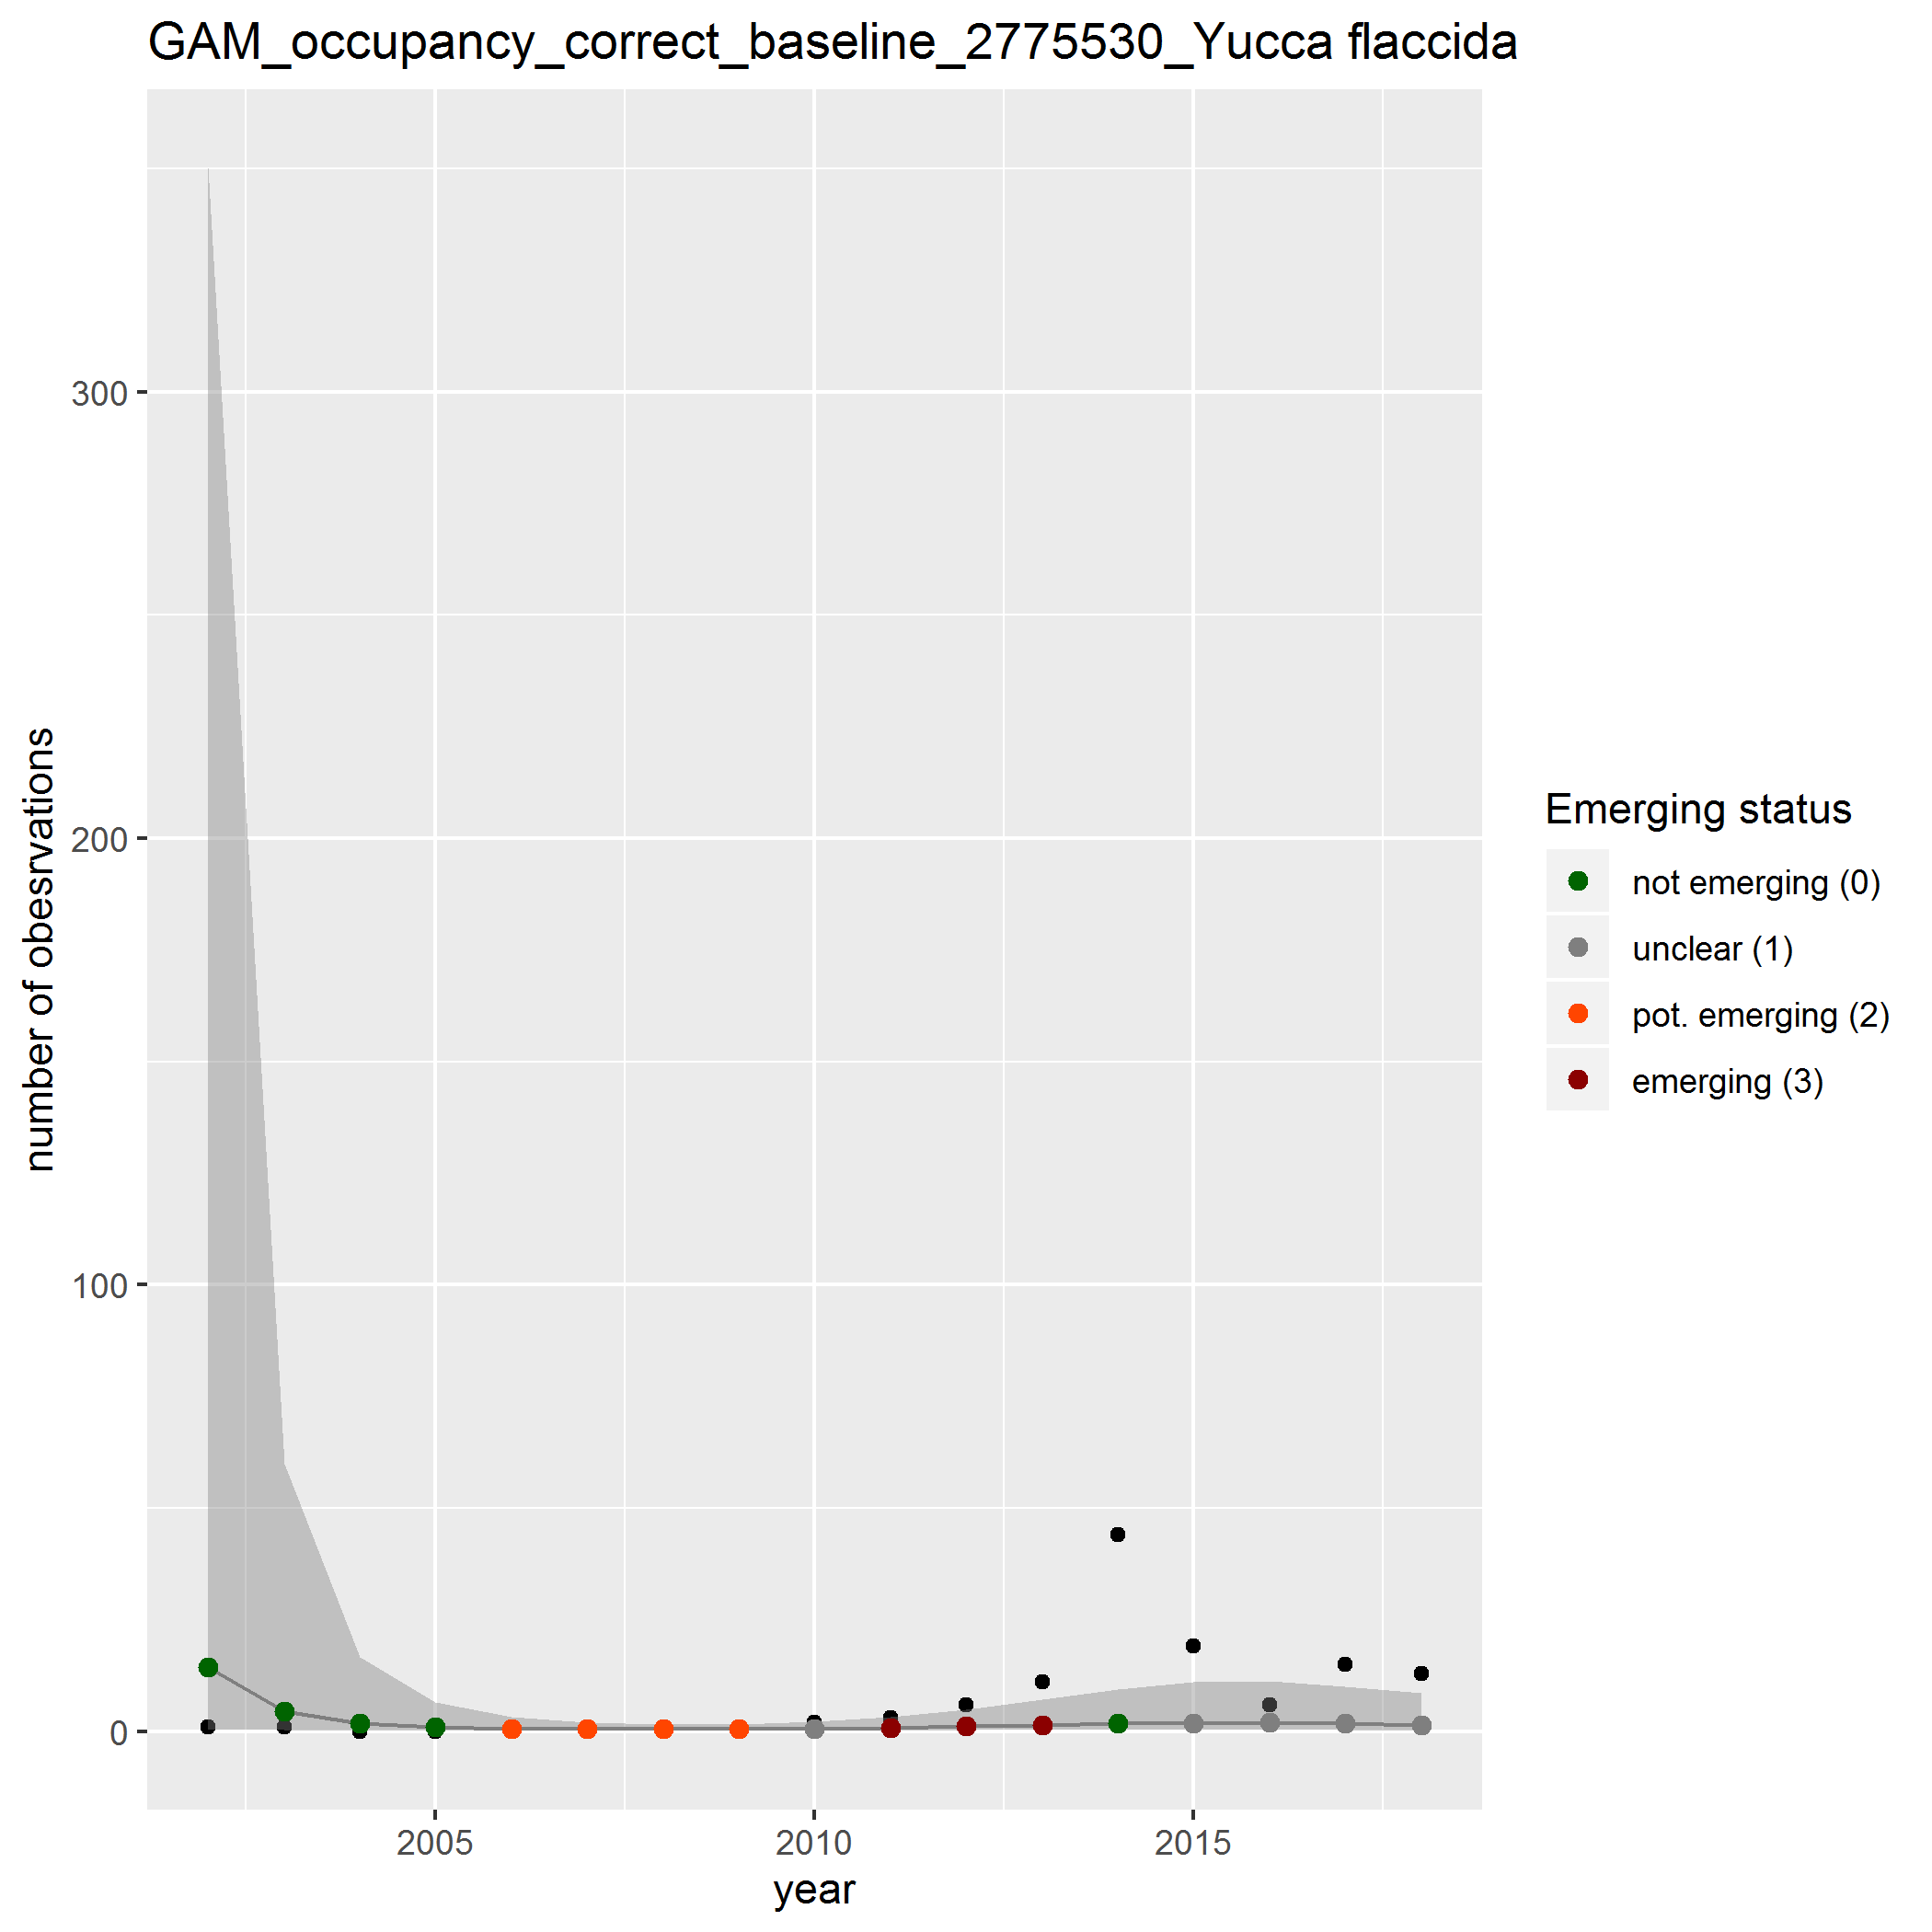 GAM_occupancy_correct_baseline_2775530_Yucca flaccida
number of obesrvations
300
200
100
0
2005
2010
2015
year
Emerging status
not emerging (0)
unclear (1)
pot. emerging (2)
emerging (3)